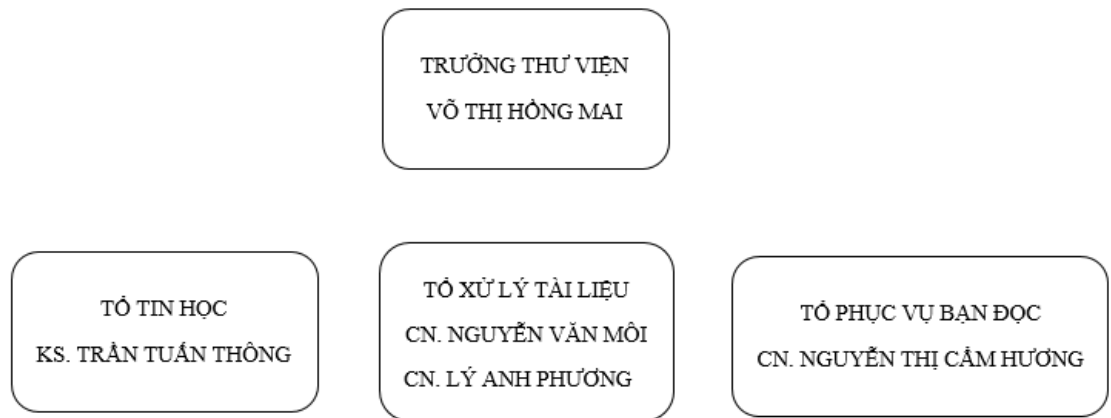 TRƯỞNG THƯ VIỆN
VÕ THỊ HỒNG MAI
TỔ TIN HỌC
KS. TRẦN TUẤN THÔNG
TỔ XỬ LÝ TÀI LIỆU
CN. NGUYỄN VĂN MÔI
CN. LÝ ANH PHƯƠNG
TỔ PHỤC VỤ BẠN ĐỌC
CN. NGUYỄN THỊ CẨM HƯƠNG